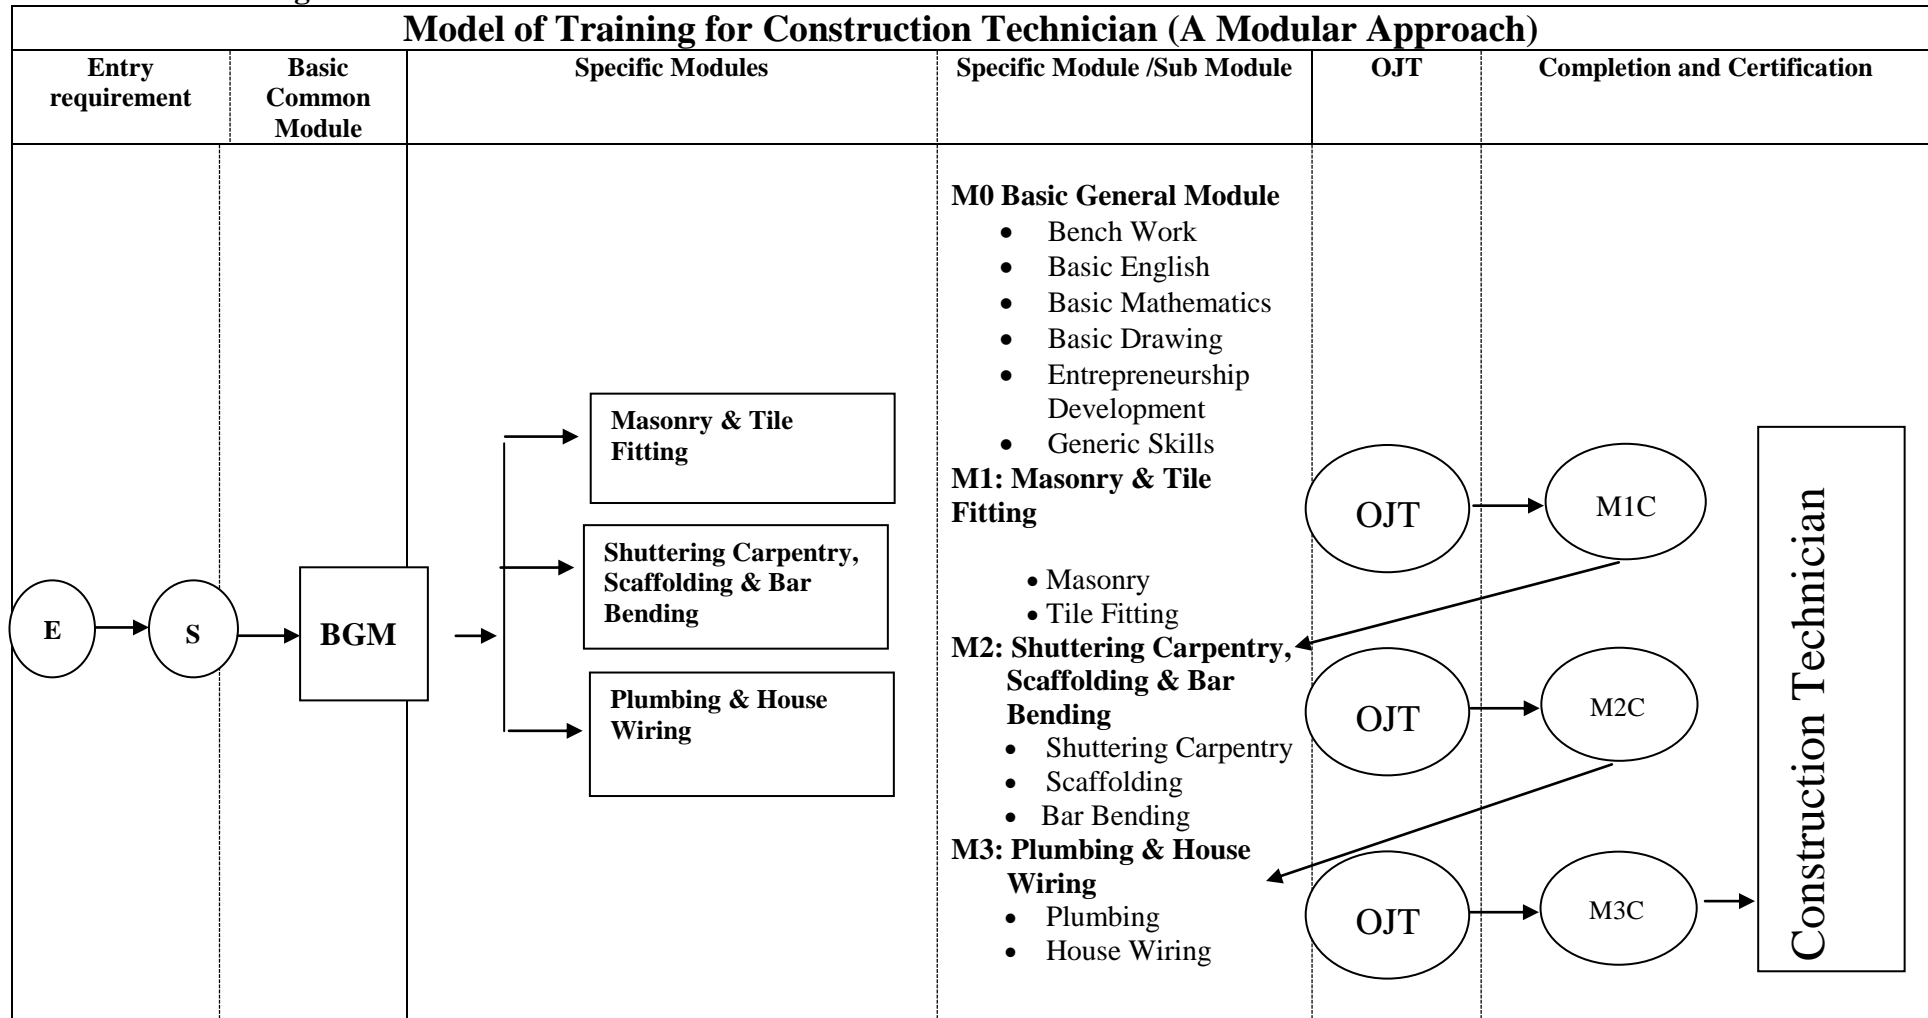 Model of Training for Construction Technician (A Modular Approach)
Entry
requirement
Basic
Common
Module
Specific Modules
Specific Module /Sub Module
OJT
Completion and Certification
E
S
BGM
Masonry & Tile
Fitting
Shuttering Carpentry,
Scaffolding & Bar
Bending
Plumbing & House
Wiring
M0 Basic General Module
• Bench Work
• Basic English
• Basic Mathematics
• Basic Drawing
• Entrepreneurship
Development
• Generic Skills
M1: Masonry & Tile
Fitting
• Masonry
• Tile Fitting
M2: Shuttering Carpentry,
Scaffolding & Bar
Bending
• Shuttering Carpentry
• Scaffolding
• Bar Bending
M3: Plumbing & House
Wiring
• Plumbing
• House Wiring
OJT
M1C
OJT
M2C
OJT
M3C
Construction Technician